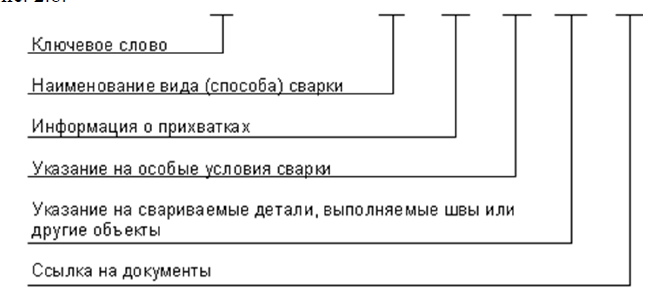 Ключевое слово
Наименование вида (способа) сварки
Информация о прихватках
Указание на особые условия сварки
Указание на свариваемые детали, выполняемые швы или
другие объекты
Ссылка на документы